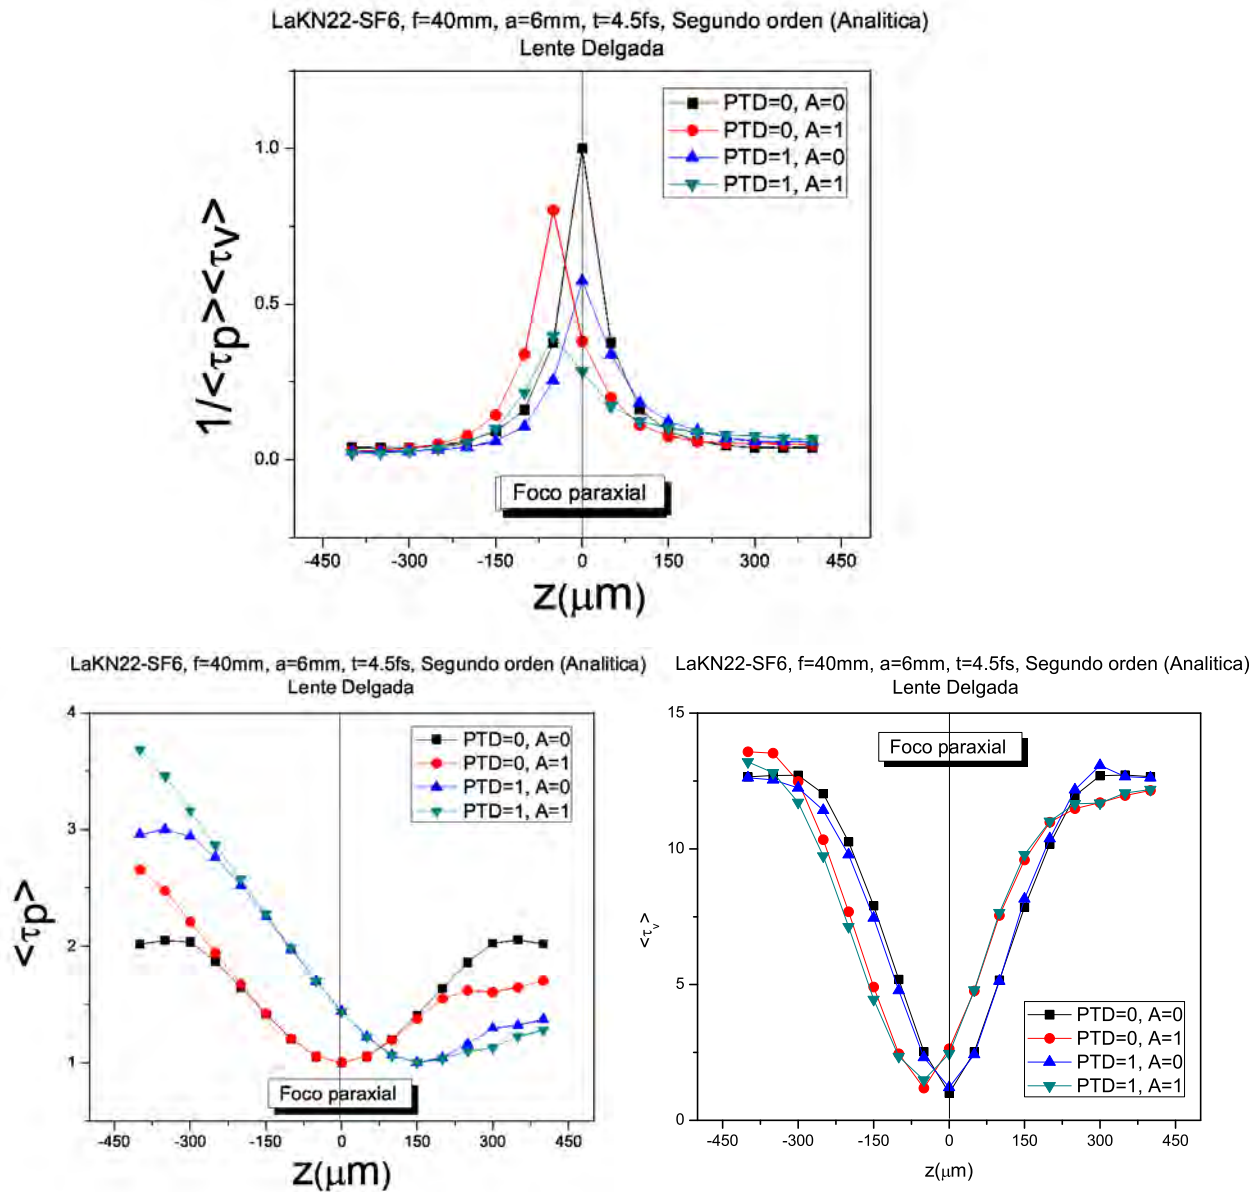 LaKN22-SF6, f=40mm, a=6mm, t=4.5fs, Segundo orden (Analitica)
Lente Delgada
PTD=0, A=0
PTD=0, A=1
PTD=1, A=0
PTD=1, A=1
1.0
0.5
0.0
1/<τp><τv>
Foco paraxial
-450 -300 -150 0 150 300 450
z(μm)
LaKN22-SF6, f=40mm, a=6mm, t=4.5fs, Segundo orden (Analitica)
Lente Delgada
4
3
2
1
<τp>
PTD=0, A=0
PTD=0, A=1
PTD=1, A=0
PTD=1, A=1
Foco paraxial
-450 -300 -150 0 150 300 450
z(μm)
LaKN22-SF6, f=40mm, a=6mm, t=4.5fs, Segundo orden (Analitica)
Lente Delgada
15
10
5
0
<τv>
Foco paraxial
PTD=0, A=0
PTD=0, A=1
PTD=1, A=0
PTD=1, A=1
-450 -300 -150 0 150 300 450
z(μm)